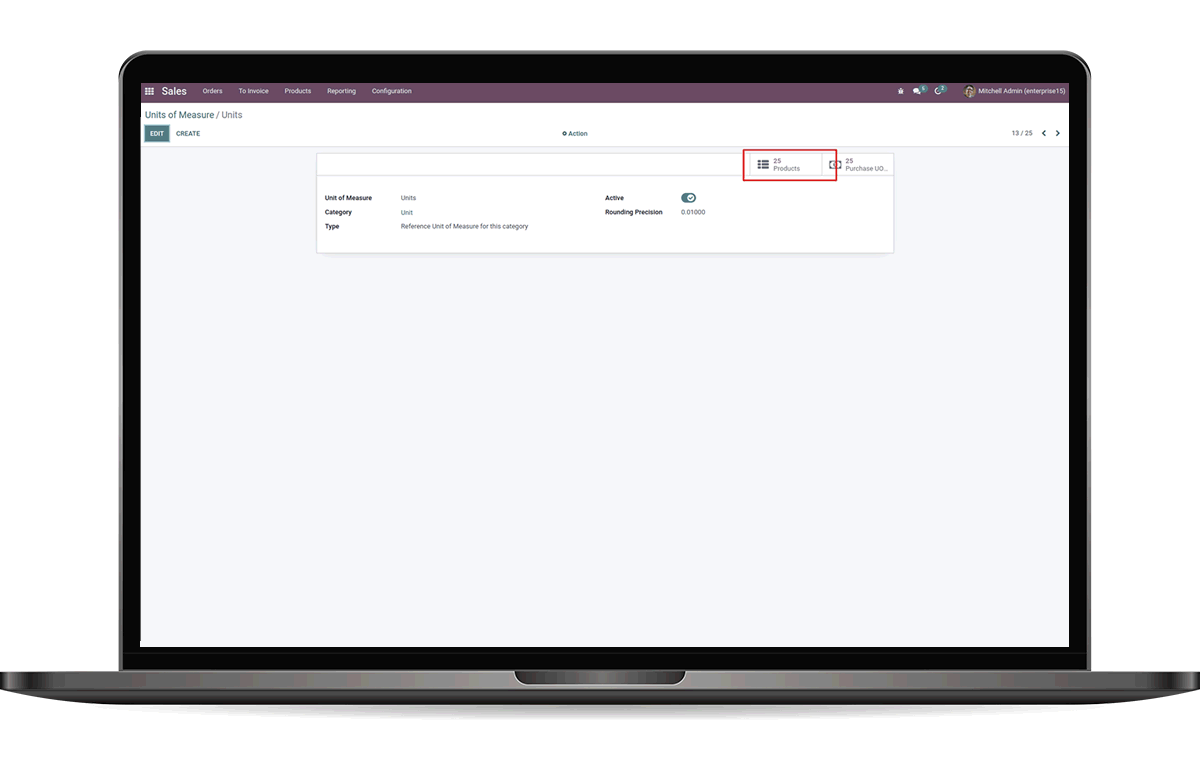 Sales Orders To Invoice Products Reporting Configuration 5 2 Mitchell Admin (enterprise15)
Units of Measure / Units
EDIT CREATE Action 13 / 25
25 Products
25 Purchase UO...
Unit of Measure Units Active
Category Unit Rounding Precision 0.01000
Type Reference Unit of Measure for this category